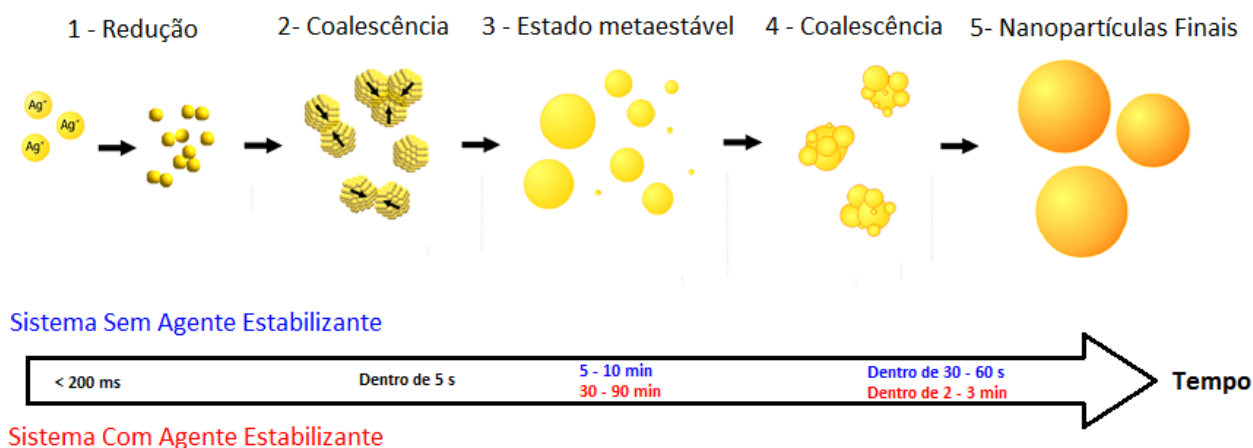 1 - Redução
2- Coalescência
3 - Estado metaestável
4 - Coalescência
5- Nanopartículas Finais
Ag⁺
Ag⁺
Ag⁺
Sistema Sem Agente Estabilizante
< 200 ms
Dentro de 5 s
5 - 10 min
30 - 90 min
Dentro de 30 - 60 s
Dentro de 2 - 3 min
Tempo
Sistema Com Agente Estabilizante